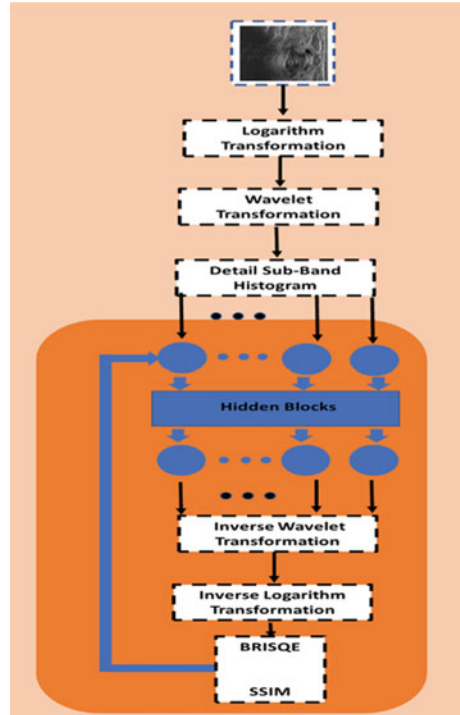 Logarithm
Transformation
Wavelet
Transformation
Detail Sub-Band
Histogram
Hidden Blocks
Inverse Wavelet
Transformation
Inverse Logarithm
Transformation
BRISQE
SSIM